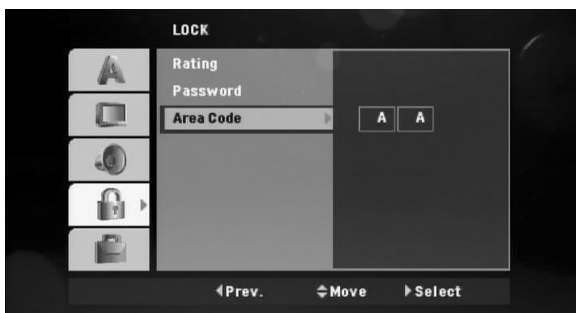 LOCK
Rating
Password
Area Code A A
Prev. Move Select